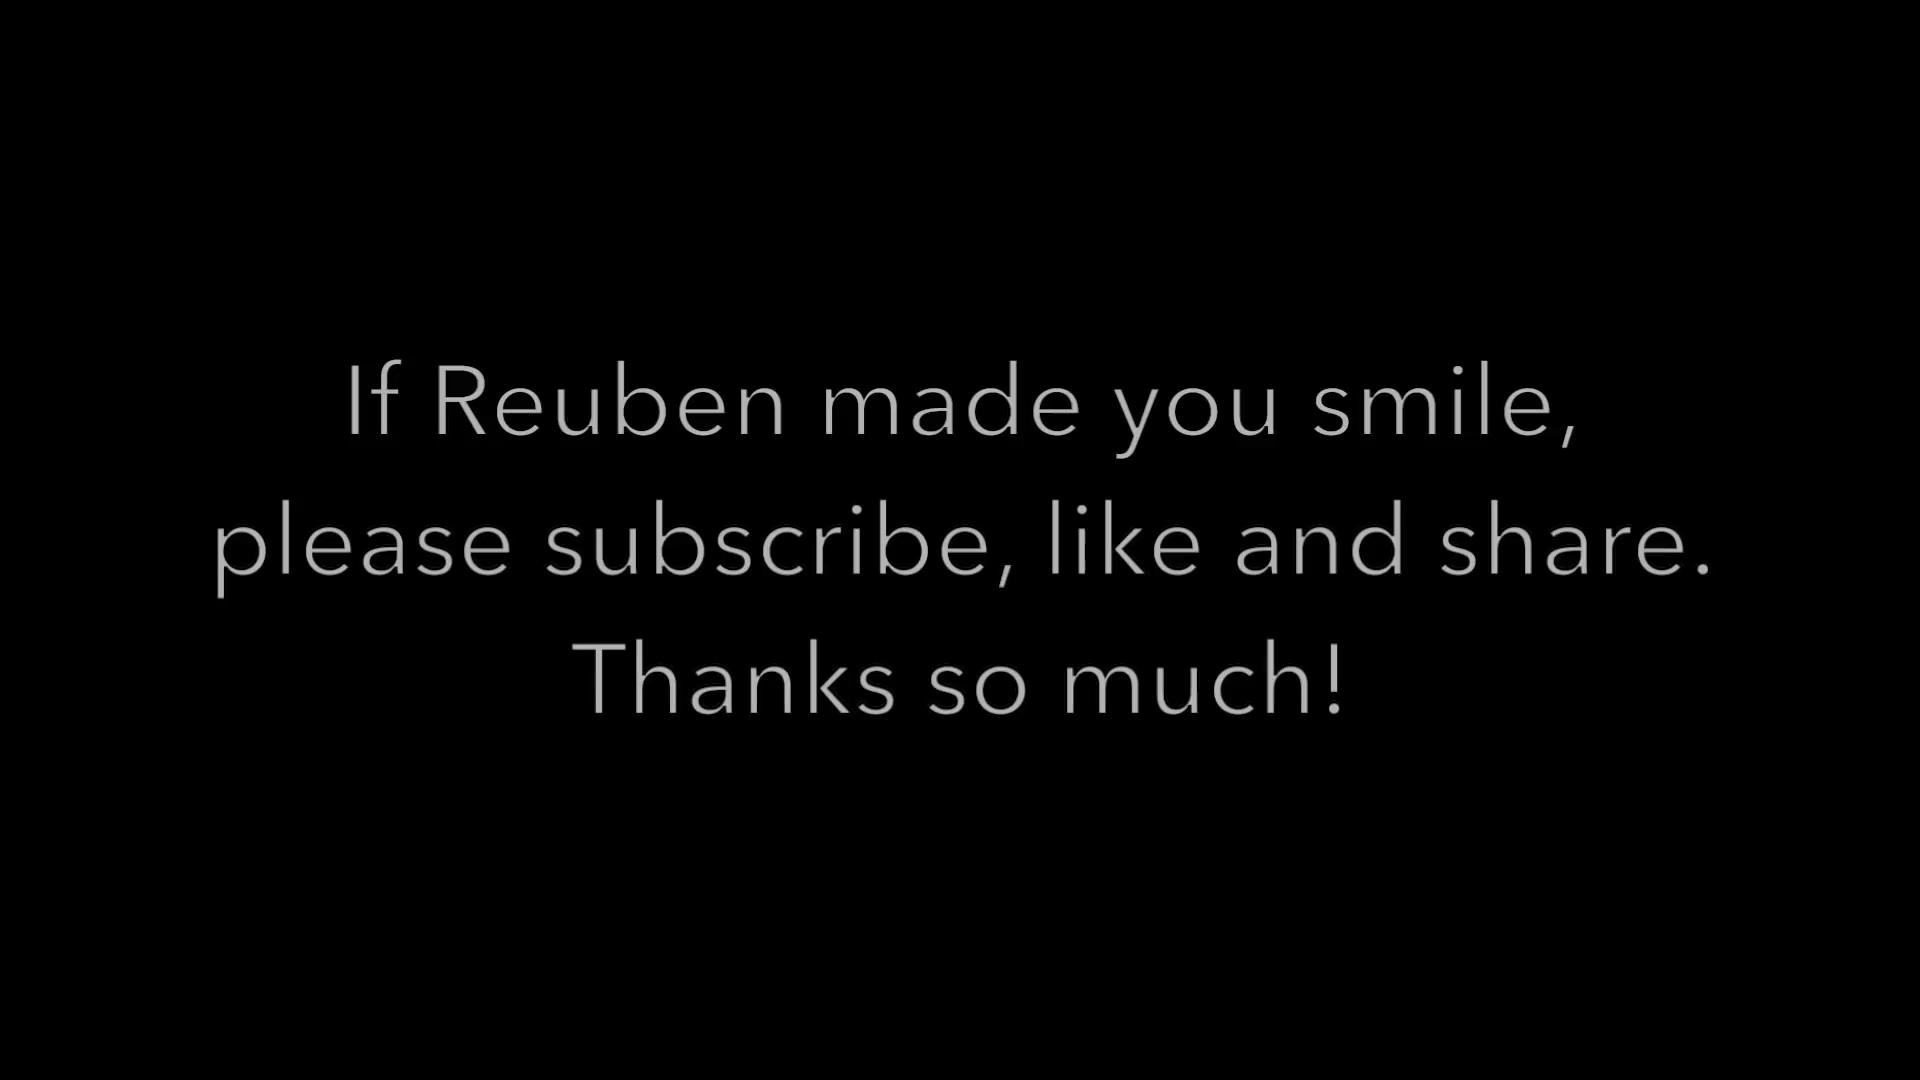 If Reuben made you smile,
please subscribe, like and share.
Thanks so much!